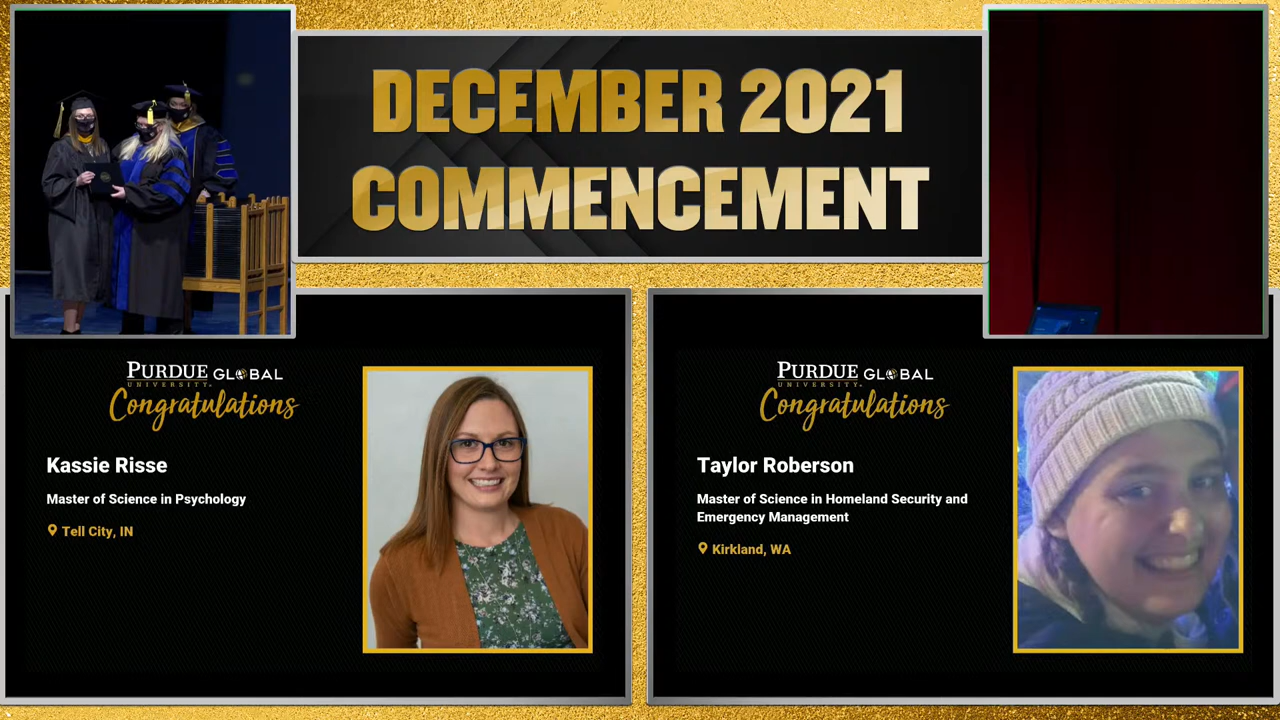 DECEMBER 2021
COMMENCEMENT
PURDUE GLOBAL
UNIVERSITY.
Congratulations
Kassie Risse
Master of Science in Psychology
Tell City, IN
PURDUE GLOBAL
UNIVERSITY.
Congratulations
Taylor Roberson
Master of Science in Homeland Security and
Emergency Management
Kirkland, WA